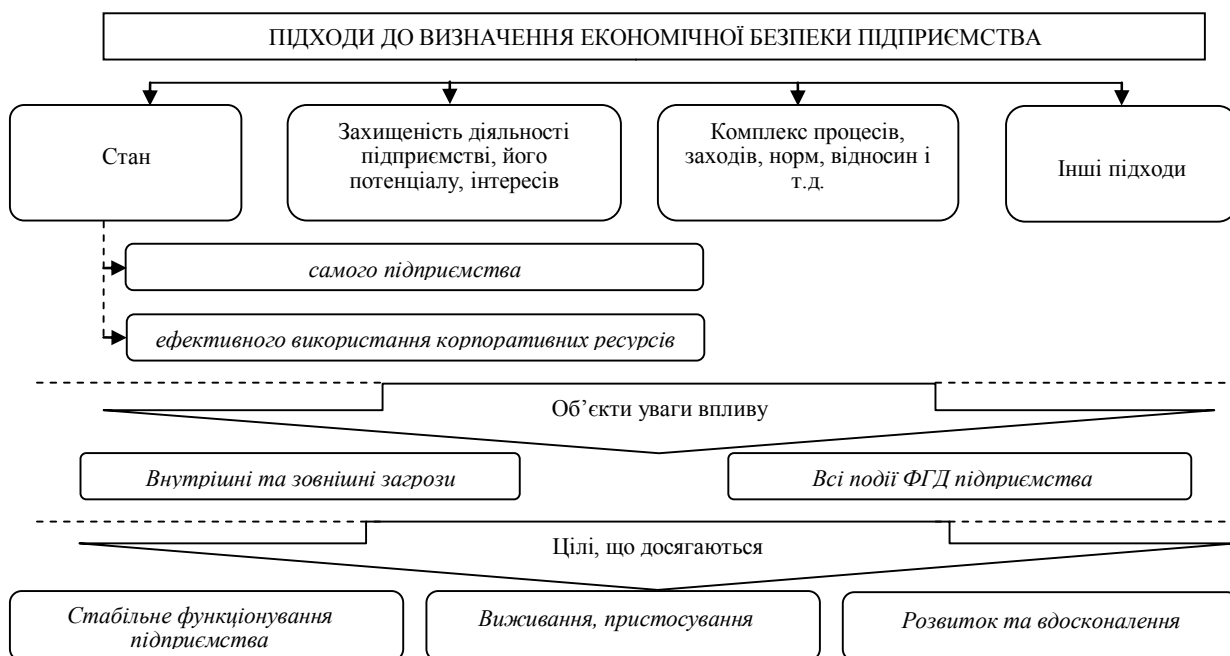 ПІДХОДИ ДО ВИЗНАЧЕННЯ ЕКОНОМІЧНОЇ БЕЗПЕКИ ПІДПРИЄМСТВА
Стан
Захищеність діяльності
підприємстві, його
потенціалу, інтересів
Комплекс процесів,
заходів, норм, відносин і
т.д.
Інші підходи
самого підприємства
ефективного використання корпоративних ресурсів
Об’єкти уваги впливу
Внутрішні та зовнішні загрози
Всі події ФГД підприємства
Цілі, що досягаються
Стабільне функціонування
підприємства
Виживання, пристосування
Розвиток та вдосконалення